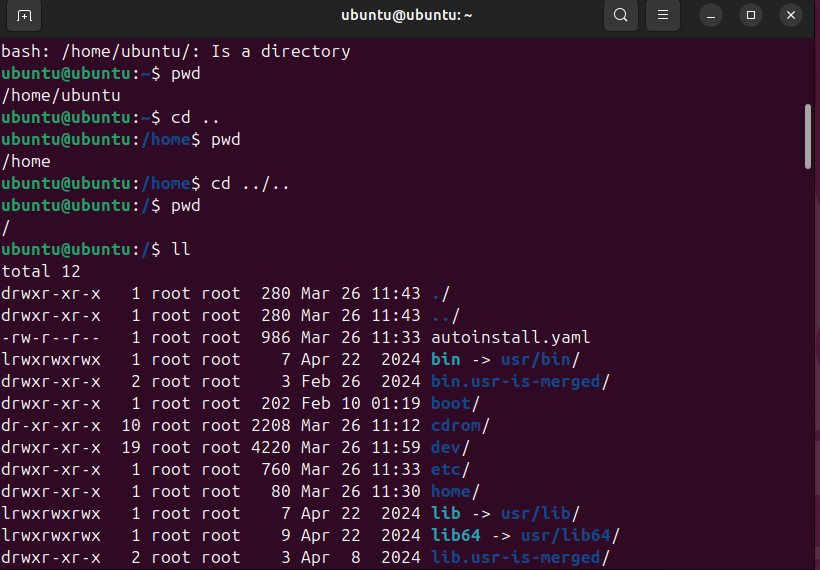 ubuntu@ubuntu: ~
bash: /home/ubuntu/: Is a directory
ubuntu@ubuntu:~$ pwd
/home/ubuntu
ubuntu@ubuntu:~$ cd ..
ubuntu@ubuntu:/home$ pwd
/home
ubuntu@ubuntu:/home$ cd ../..
ubuntu@ubuntu:/$ pwd
/
ubuntu@ubuntu:/$ ll
total 12
drwxr-xr-x   1 root root  280 Mar 26 11:43 ./
drwxr-xr-x   1 root root  280 Mar 26 11:43 ../
-rw-r--r--   1 root root  986 Mar 26 11:33 autoinstall.yaml
lrwxrwxrwx   1 root root    7 Apr 22  2024 bin -> usr/bin/
drwxr-xr-x   2 root root    3 Feb 26  2024 bin.usr-is-merged/
drwxr-xr-x   1 root root  202 Feb 10 01:19 boot/
dr-xr-xr-x  10 root root 2208 Mar 26 11:12 cdrom/
drwxr-xr-x  19 root root 4220 Mar 26 11:59 dev/
drwxr-xr-x   1 root root  760 Mar 26 11:33 etc/
drwxr-xr-x   1 root root   80 Mar 26 11:30 home/
lrwxrwxrwx   1 root root    7 Apr 22  2024 lib -> usr/lib/
lrwxrwxrwx   1 root root    9 Apr 22  2024 lib64 -> usr/lib64/
drwxr-xr-x   2 root root    3 Apr  8  2024 lib.usr-is-merged/